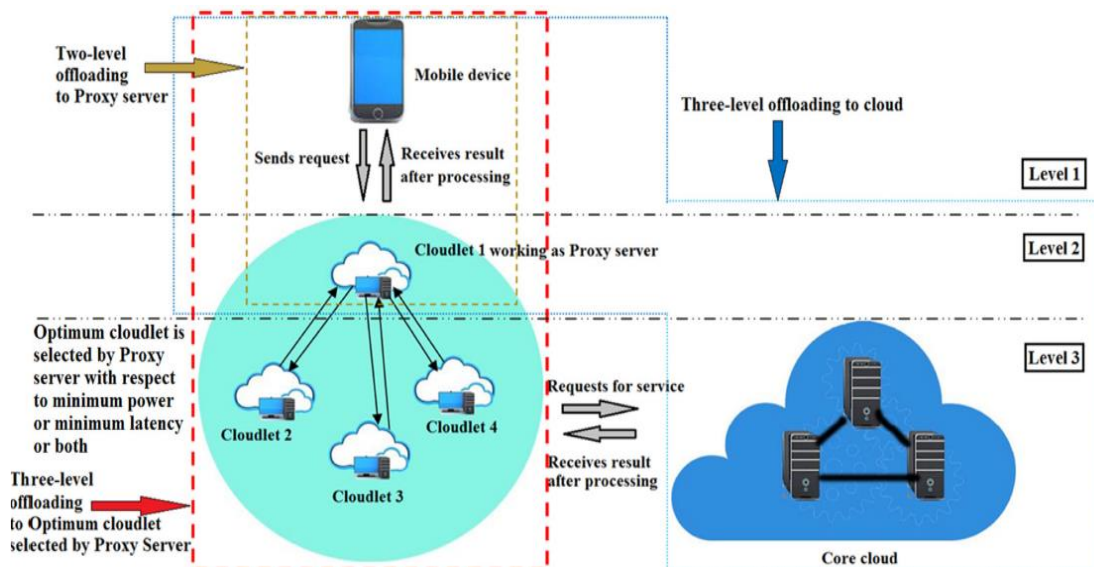 Two-level
offloading
to Proxy server
Mobile device
Three-level offloading to cloud
Sends request
Receives result
after processing
Level 1
Cloudlet 1 working as Proxy server
Level 2
Optimum cloudlet is
selected by Proxy
server with respect
to minimum power
or minimum latency
or both
Level 3
Cloudlet 2
Cloudlet 4
Cloudlet 3
Requests for service
Receives result
after processing
Three-level
offloading
to Optimum cloudlet
selected by Proxy Server
Core cloud